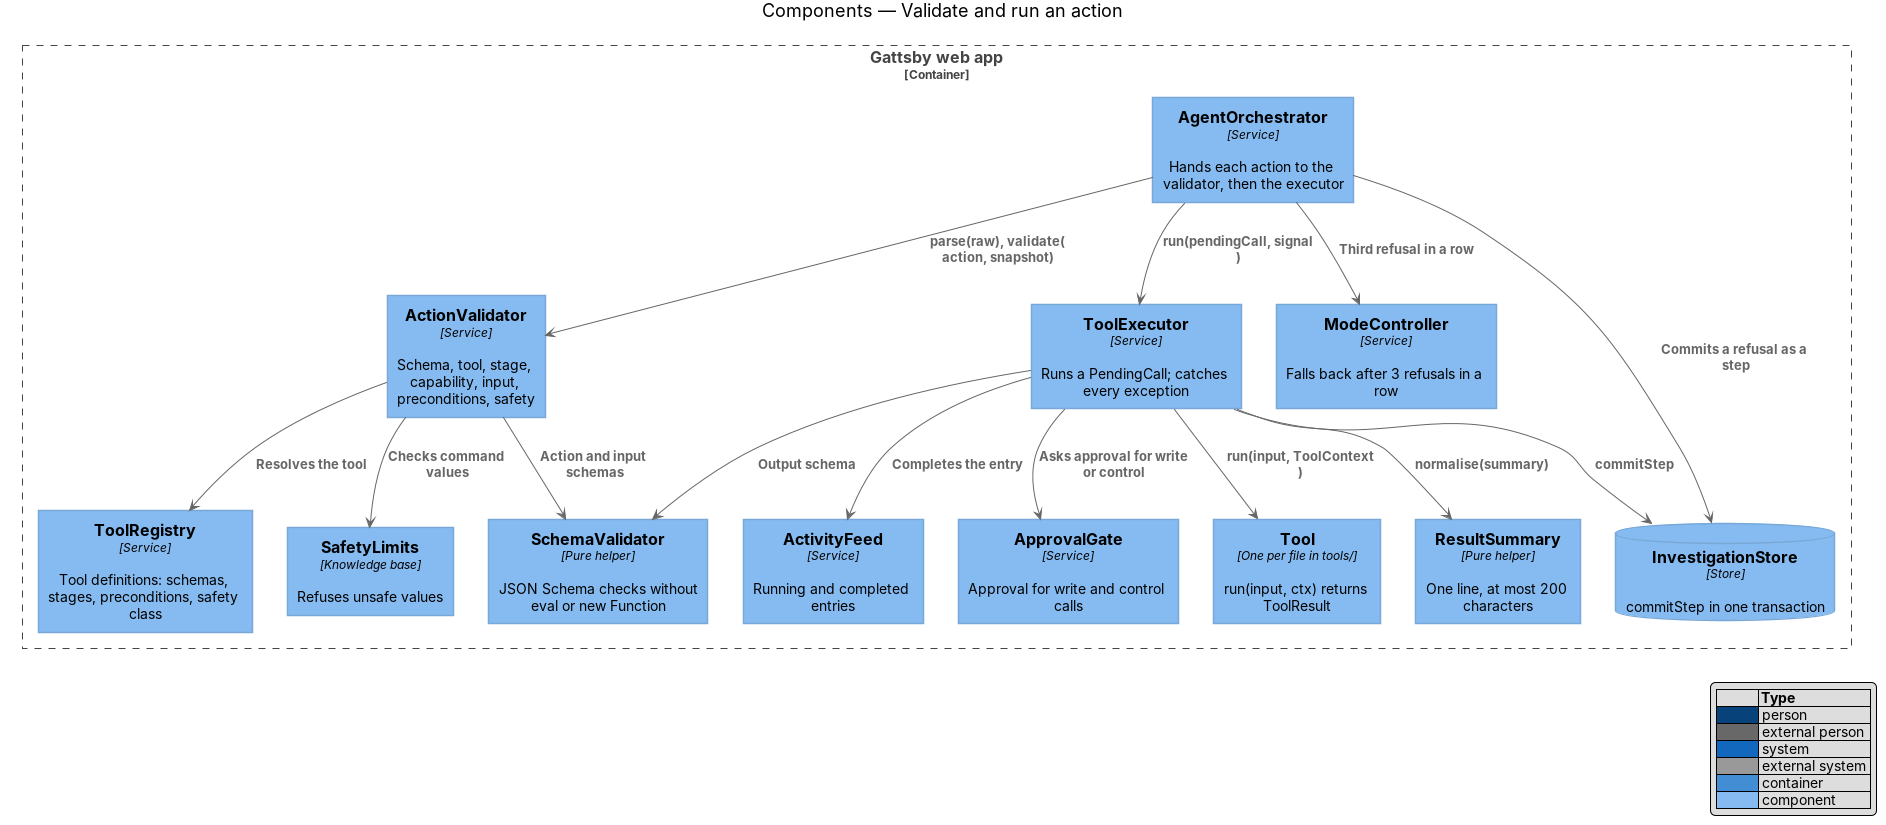 Components — Validate and run an action
Gattsby web app
[Container]
AgentOrchestrator
[Service]
Hands each action to the
validator, then the executor
parse(raw), validate(
action, snapshot)
run(pendingCall, signal
)
Third refusal in a row
Commits a refusal as a
step
ActionValidator
[Service]
Schema, tool, stage,
capability, input,
preconditions, safety
ToolExecutor
[Service]
Runs a PendingCall; catches
every exception
ModeController
[Service]
Falls back after 3 refusals in a
row
Resolves the tool
Checks command
values
Action and input
schemas
Output schema
Completes the entry
Asks approval for write
or control
run(input, ToolContext
)
normalise(summary)
commitStep
ToolRegistry
[Service]
Tool definitions: schemas,
stages, preconditions, safety
class
SafetyLimits
[Knowledge base]
Refuses unsafe values
SchemaValidator
[Pure helper]
JSON Schema checks without
eval or new Function
ActivityFeed
[Service]
Running and completed
entries
ApprovalGate
[Service]
Approval for write and control
calls
Tool
[One per file in tools/]
run(input, ctx) returns
ToolResult
ResultSummary
[Pure helper]
One line, at most 200
characters
InvestigationStore
[Store]
commitStep in one transaction
Type
person
external person
system
external system
container
component